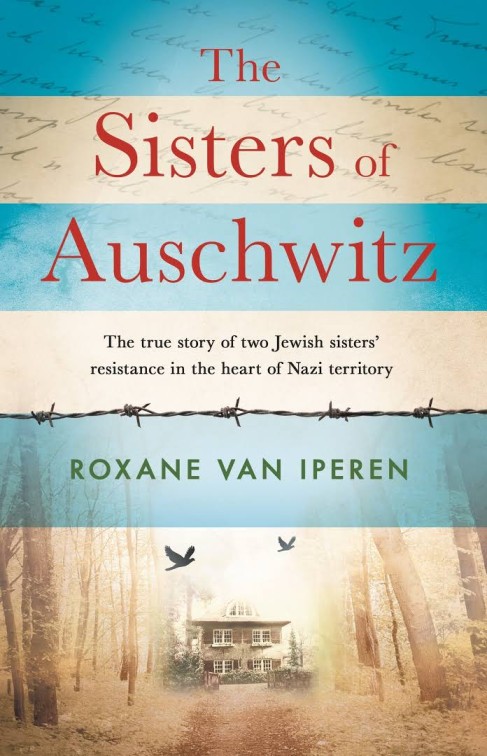 The
Sisters of
Auschwitz
The true story of two Jewish sisters'
resistance in the heart of Nazi territory
ROXANE VAN IPEREN